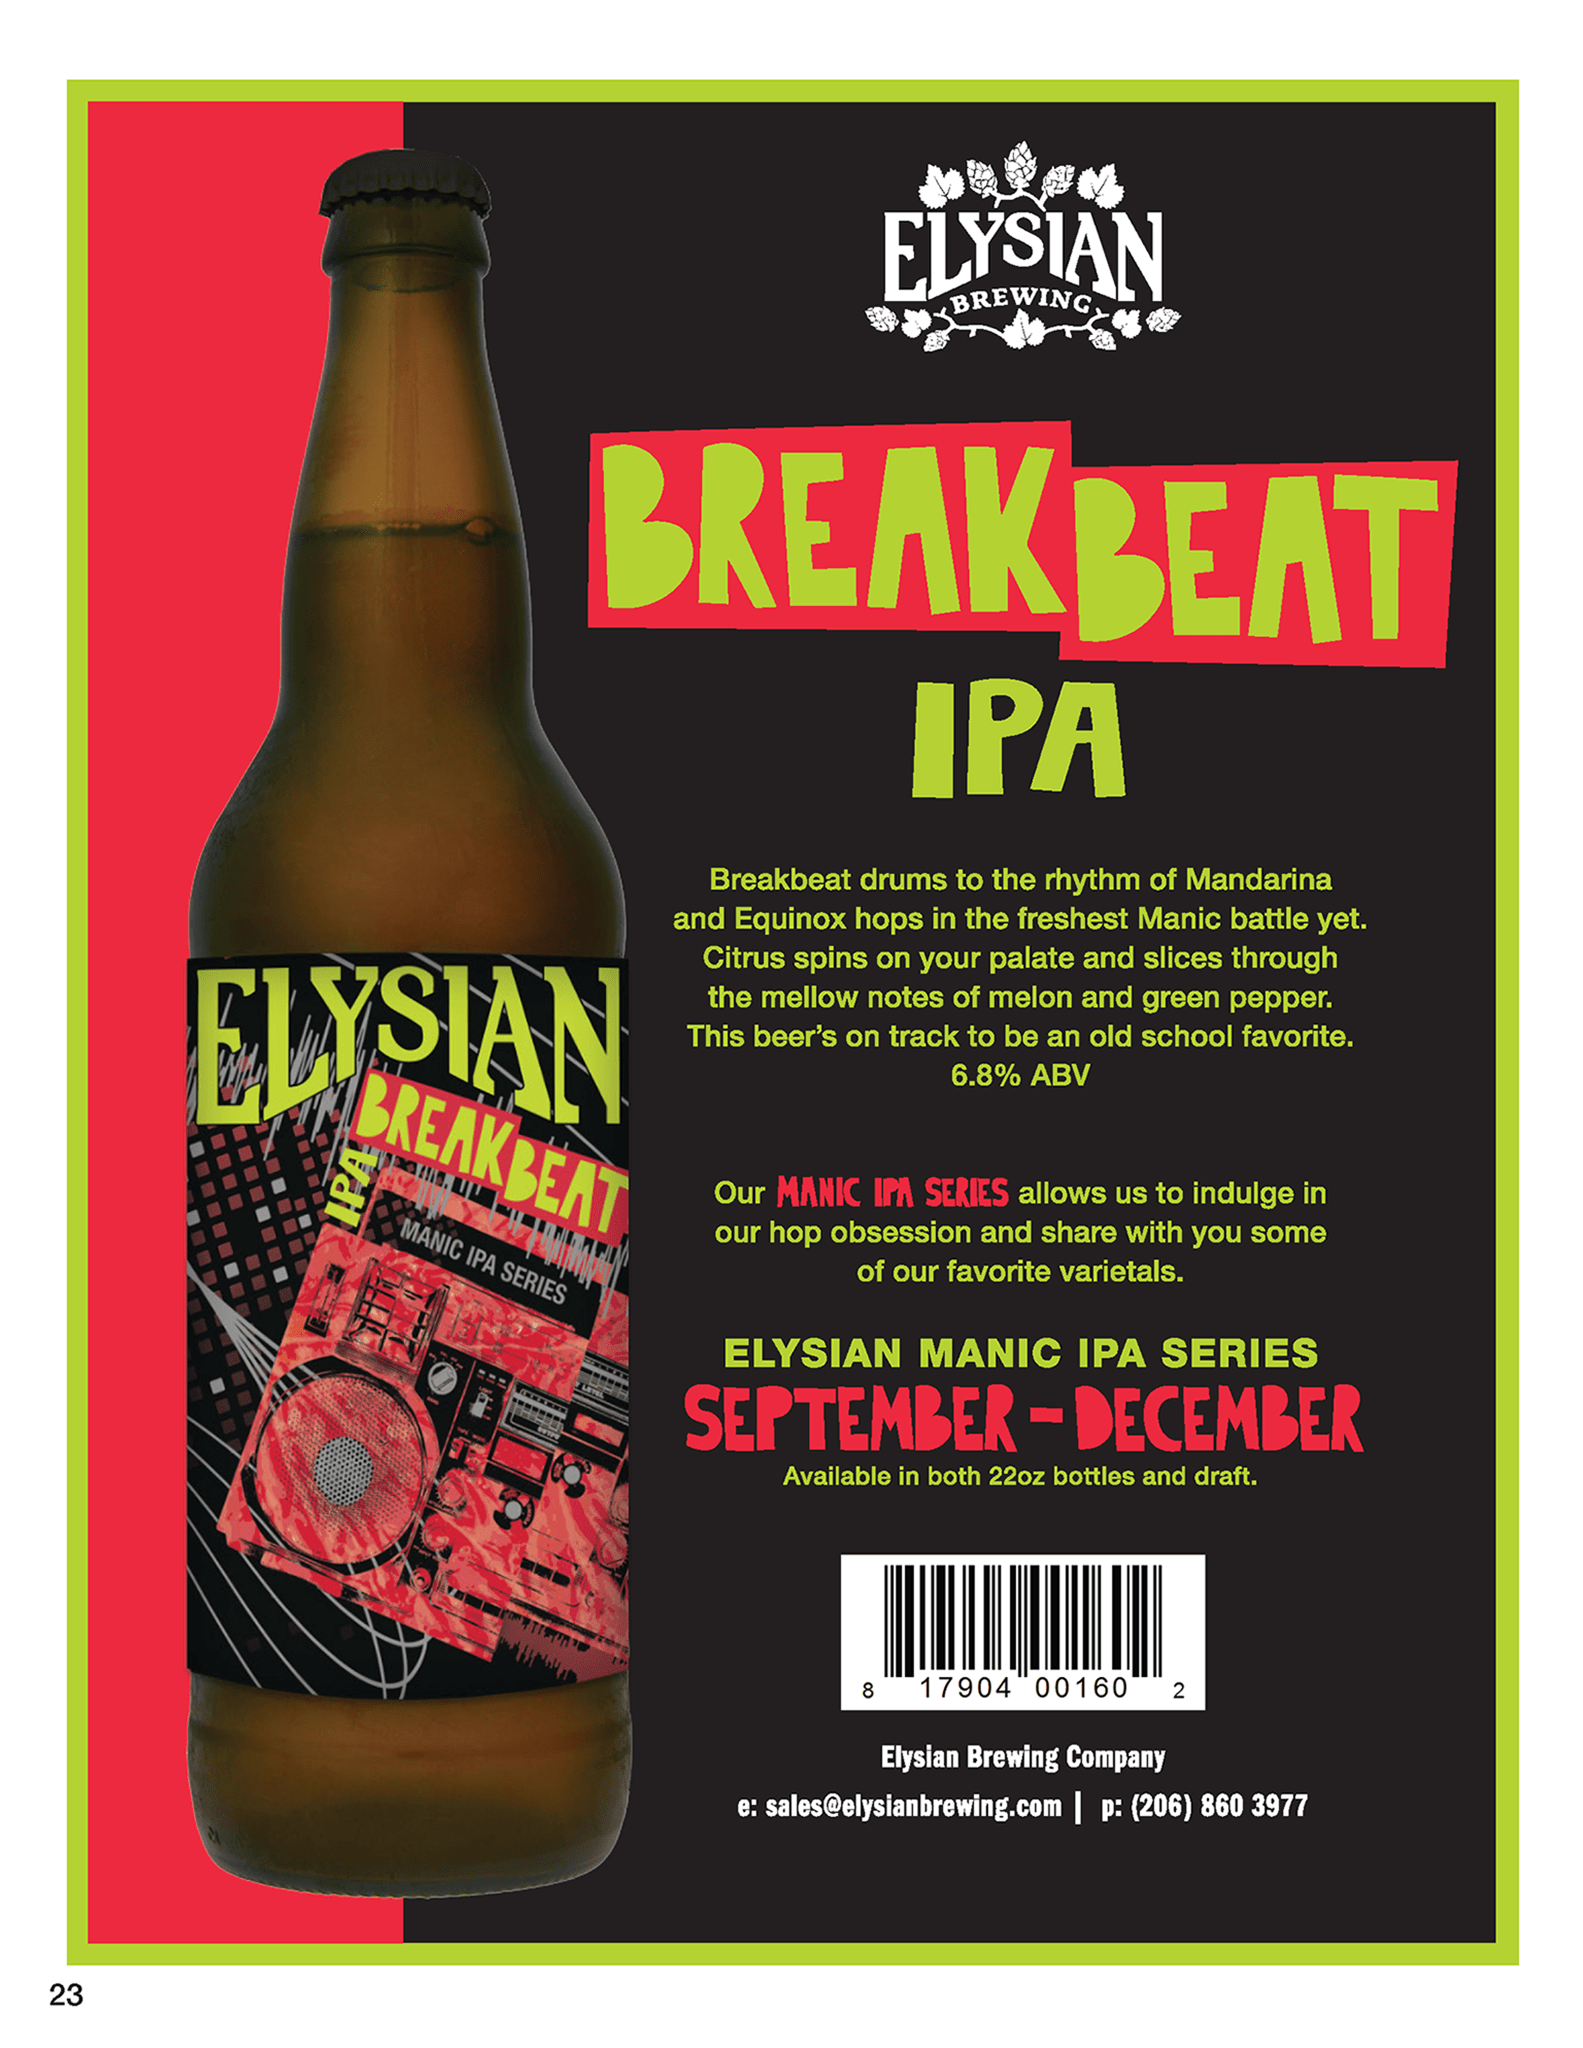 ELYSIAN
BREWING
BREAKBEAT
IPA
Breakbeat drums to the rhythm of Mandarina
and Equinox hops in the freshest Manic battle yet.
Citrus spins on your palate and slices through
the mellow notes of melon and green pepper.
This beer's on track to be an old school favorite.
6.8% ABV
Our MANIC IPA SERIES allows us to indulge in
our hop obsession and share with you some
of our favorite varietals.
ELYSIAN MANIC IPA SERIES
SEPTEMBER – DECEMBER
Available in both 22oz bottles and draft.
8 17904 00160 2
Elysian Brewing Company
e: sales@elysianbrewing.com | p: (206) 860 3977
ELYSIAN
BREAKBEAT
IPA
MANIC IPA SERIES
23